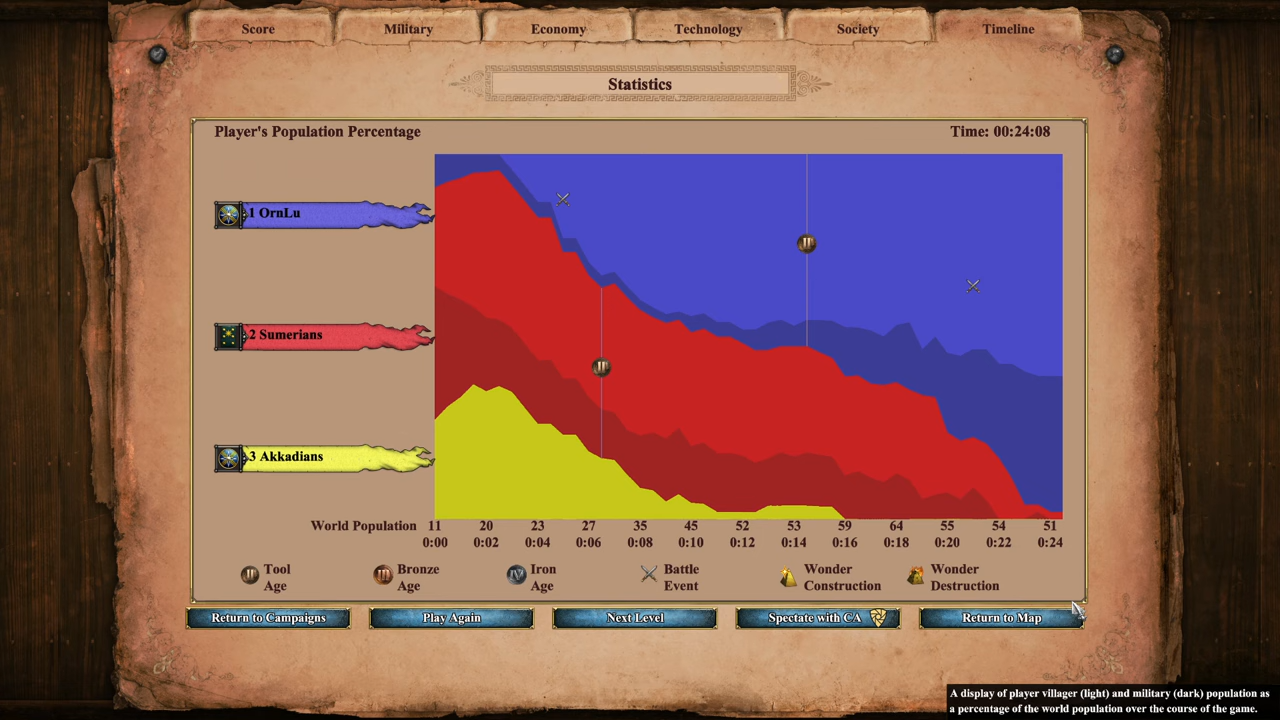 Score Military Economy Technology Society Timeline
Statistics
Player's Population Percentage Time: 00:24:08
1 OrnLu
2 Sumerians
3 Akkadians
World Population 11 20 23 27 35 45 52 53 59 64 55 54 51
0:00 0:02 0:04 0:06 0:08 0:10 0:12 0:14 0:16 0:18 0:20 0:22 0:24
Tool Age
Bronze Age
Iron Age
Battle Event
Wonder Construction
Wonder Destruction
Return to Campaigns Play Again Next Level Spectate with CA Return to Map
A display of player villager (light) and military (dark) population as
a percentage of the world population over the course of the game.